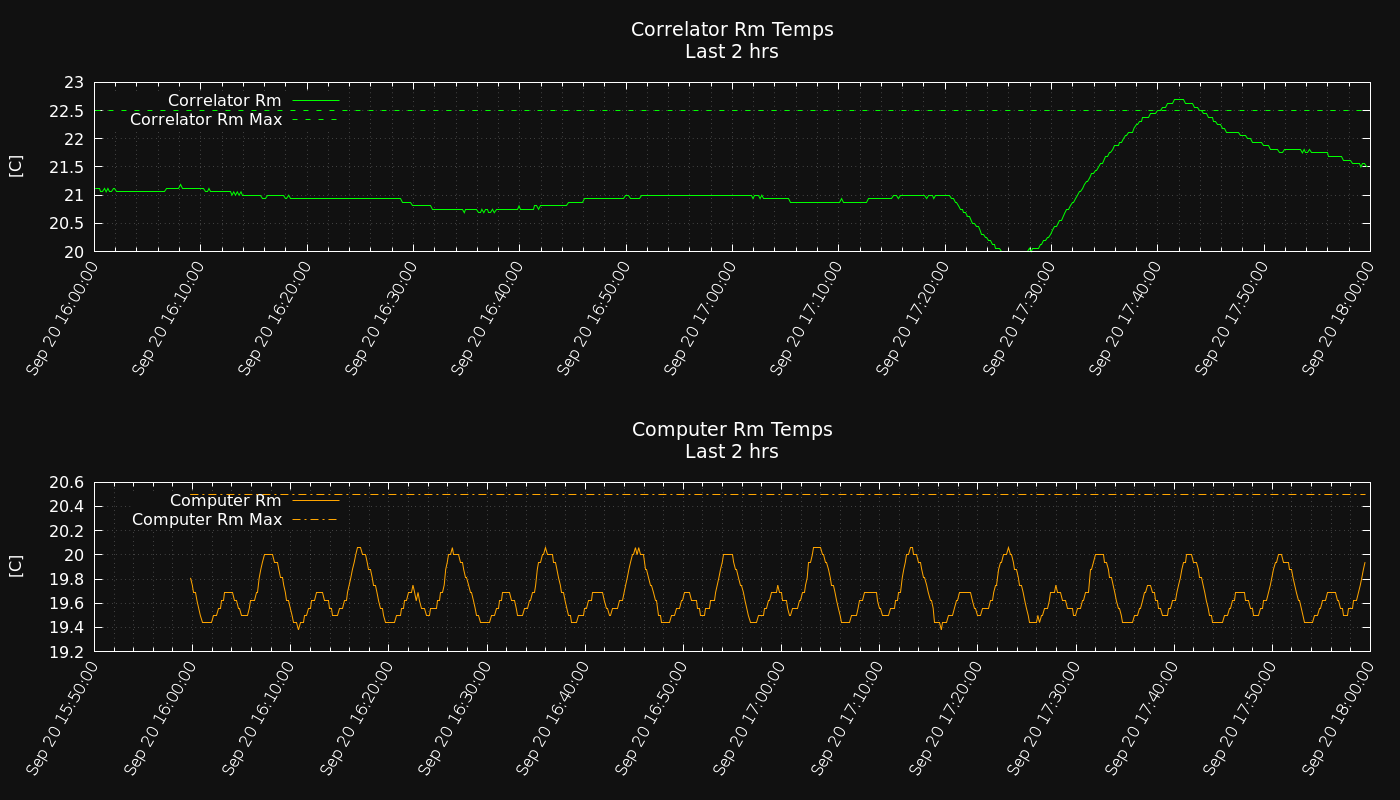 Correlator Rm Temps
Last 2 hrs
23
22.5
22
21.5
21
20.5
20
[C]
Correlator Rm
Correlator Rm Max
Sep 20 16:00:00
Sep 20 16:10:00
Sep 20 16:20:00
Sep 20 16:30:00
Sep 20 16:40:00
Sep 20 16:50:00
Sep 20 17:00:00
Sep 20 17:10:00
Sep 20 17:20:00
Sep 20 17:30:00
Sep 20 17:40:00
Sep 20 17:50:00
Sep 20 18:00:00
Computer Rm Temps
Last 2 hrs
20.6
20.4
20.2
20
19.8
19.6
19.4
19.2
[C]
Computer Rm
Computer Rm Max
Sep 20 15:50:00
Sep 20 16:00:00
Sep 20 16:10:00
Sep 20 16:20:00
Sep 20 16:30:00
Sep 20 16:40:00
Sep 20 16:50:00
Sep 20 17:00:00
Sep 20 17:10:00
Sep 20 17:20:00
Sep 20 17:30:00
Sep 20 17:40:00
Sep 20 17:50:00
Sep 20 18:00:00